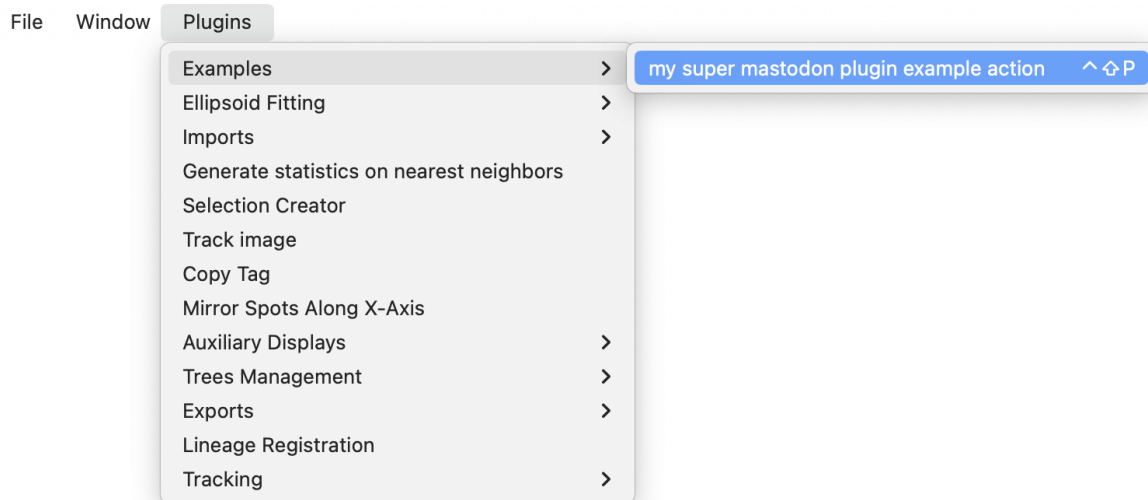 File Window Plugins
Examples my super mastodon plugin example action ^⇧P
Ellipsoid Fitting
Imports
Generate statistics on nearest neighbors
Selection Creator
Track image
Copy Tag
Mirror Spots Along X-Axis
Auxiliary Displays
Trees Management
Exports
Lineage Registration
Tracking